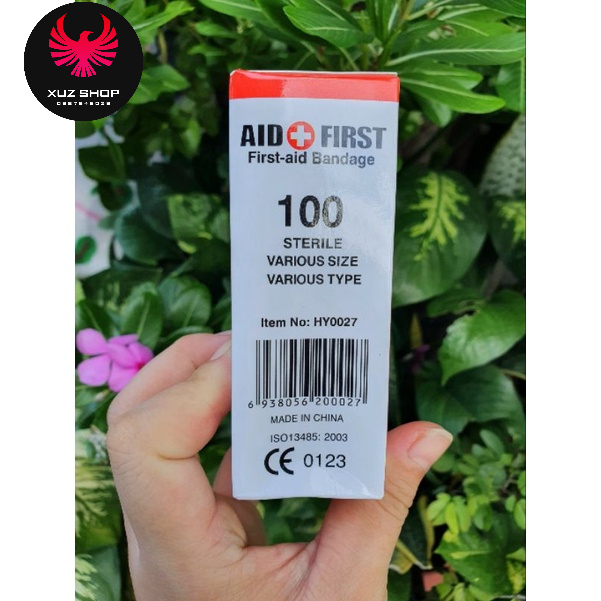 XUZ SHOP
AID FIRST
First-aid Bandage
100
STERILE
VARIOUS SIZE
VARIOUS TYPE
Item No: HY0027
6 938056 200027
MADE IN CHINA
ISO13485: 2003
CE 0123